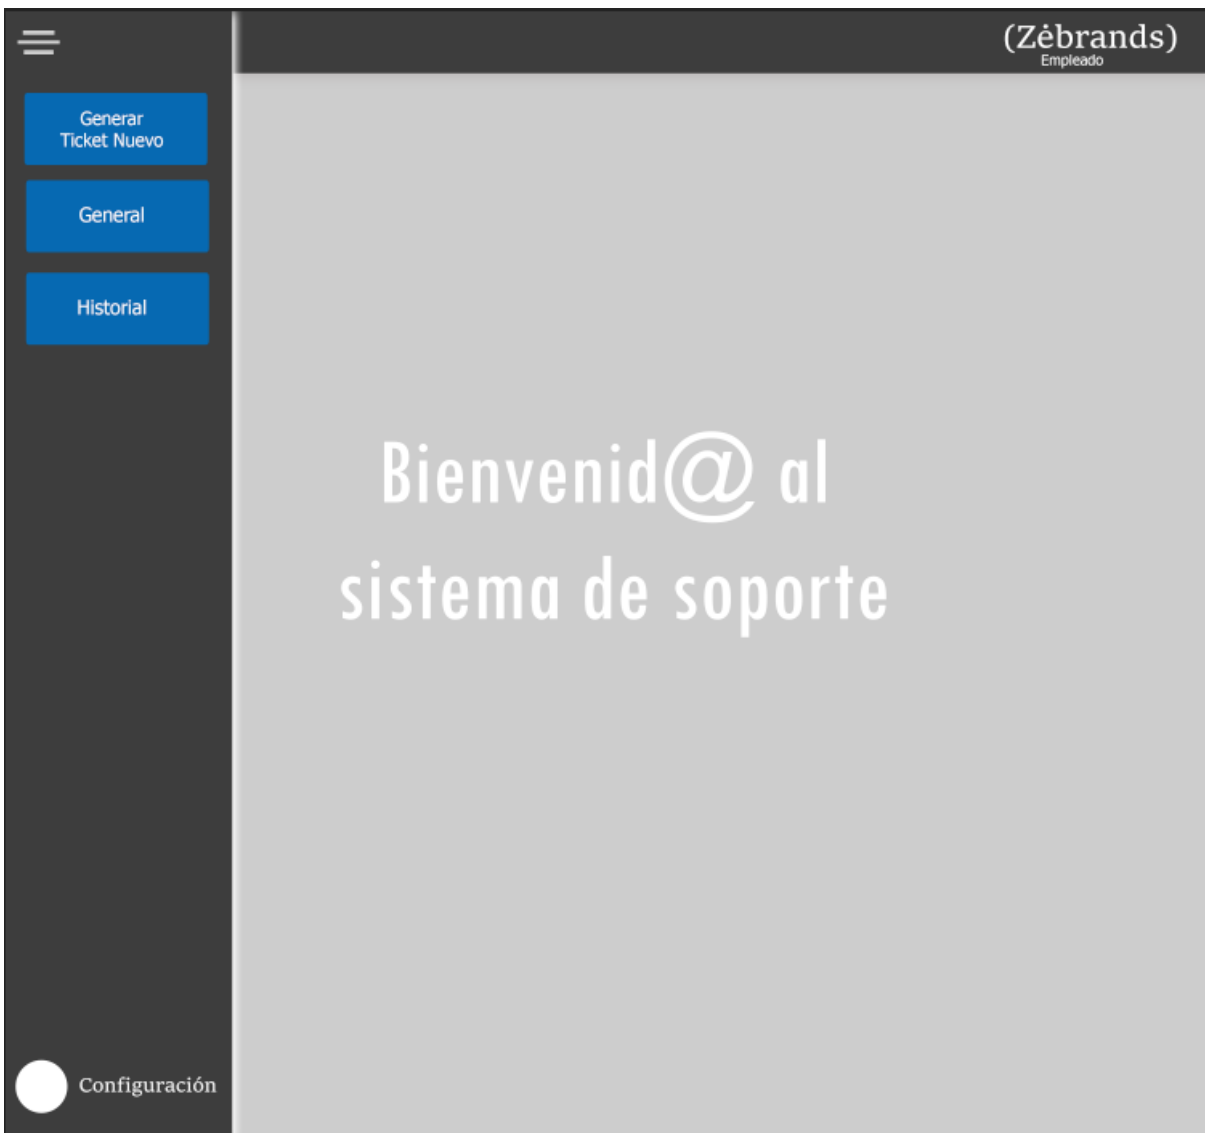 (Zėbrands)
Empleado
Generar
Ticket Nuevo
General
Historial
Bienvenid@ al
sistema de soporte
Configuración